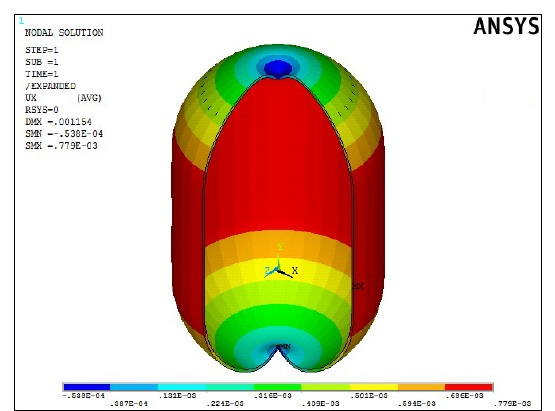 1
ANSYS
NODAL SOLUTION
STEP=1
SUB =1
TIME=1
/EXPANDED
UX (AVG)
RSYS=0
DMX =.001154
SMN =-.538E-04
SMX =.779E-03
Y
Z X
MX
MN
-.538E-04 .131E-03 .316E-03 .501E-03 .686E-03
.387E-04 .224E-03 .409E-03 .594E-03 .779E-03